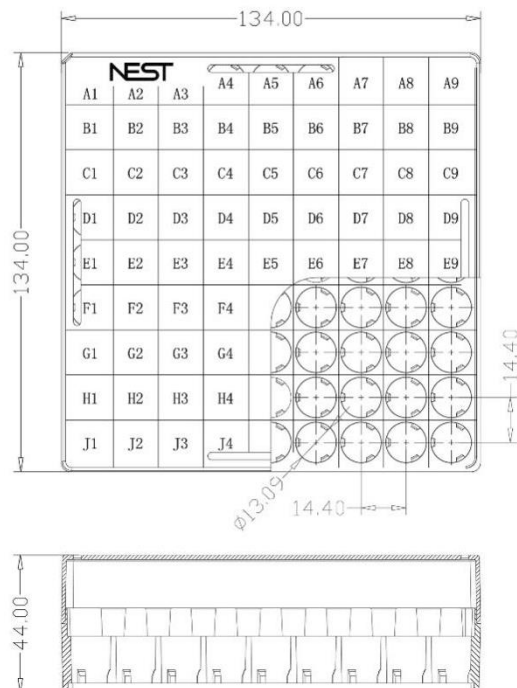 134.00
NEST
A1 A2 A3 A4 A5 A6 A7 A8 A9
B1 B2 B3 B4 B5 B6 B7 B8 B9
C1 C2 C3 C4 C5 C6 C7 C8 C9
134.00
D1 D2 D3 D4 D5 D6 D7 D8 D9
E1 E2 E3 E4 E5 E6 E7 E8 E9
F1 F2 F3 F4
G1 G2 G3 G4
14.40
H1 H2 H3 H4
J1 J2 J3 J4
Ø13.09
14.40
44.00